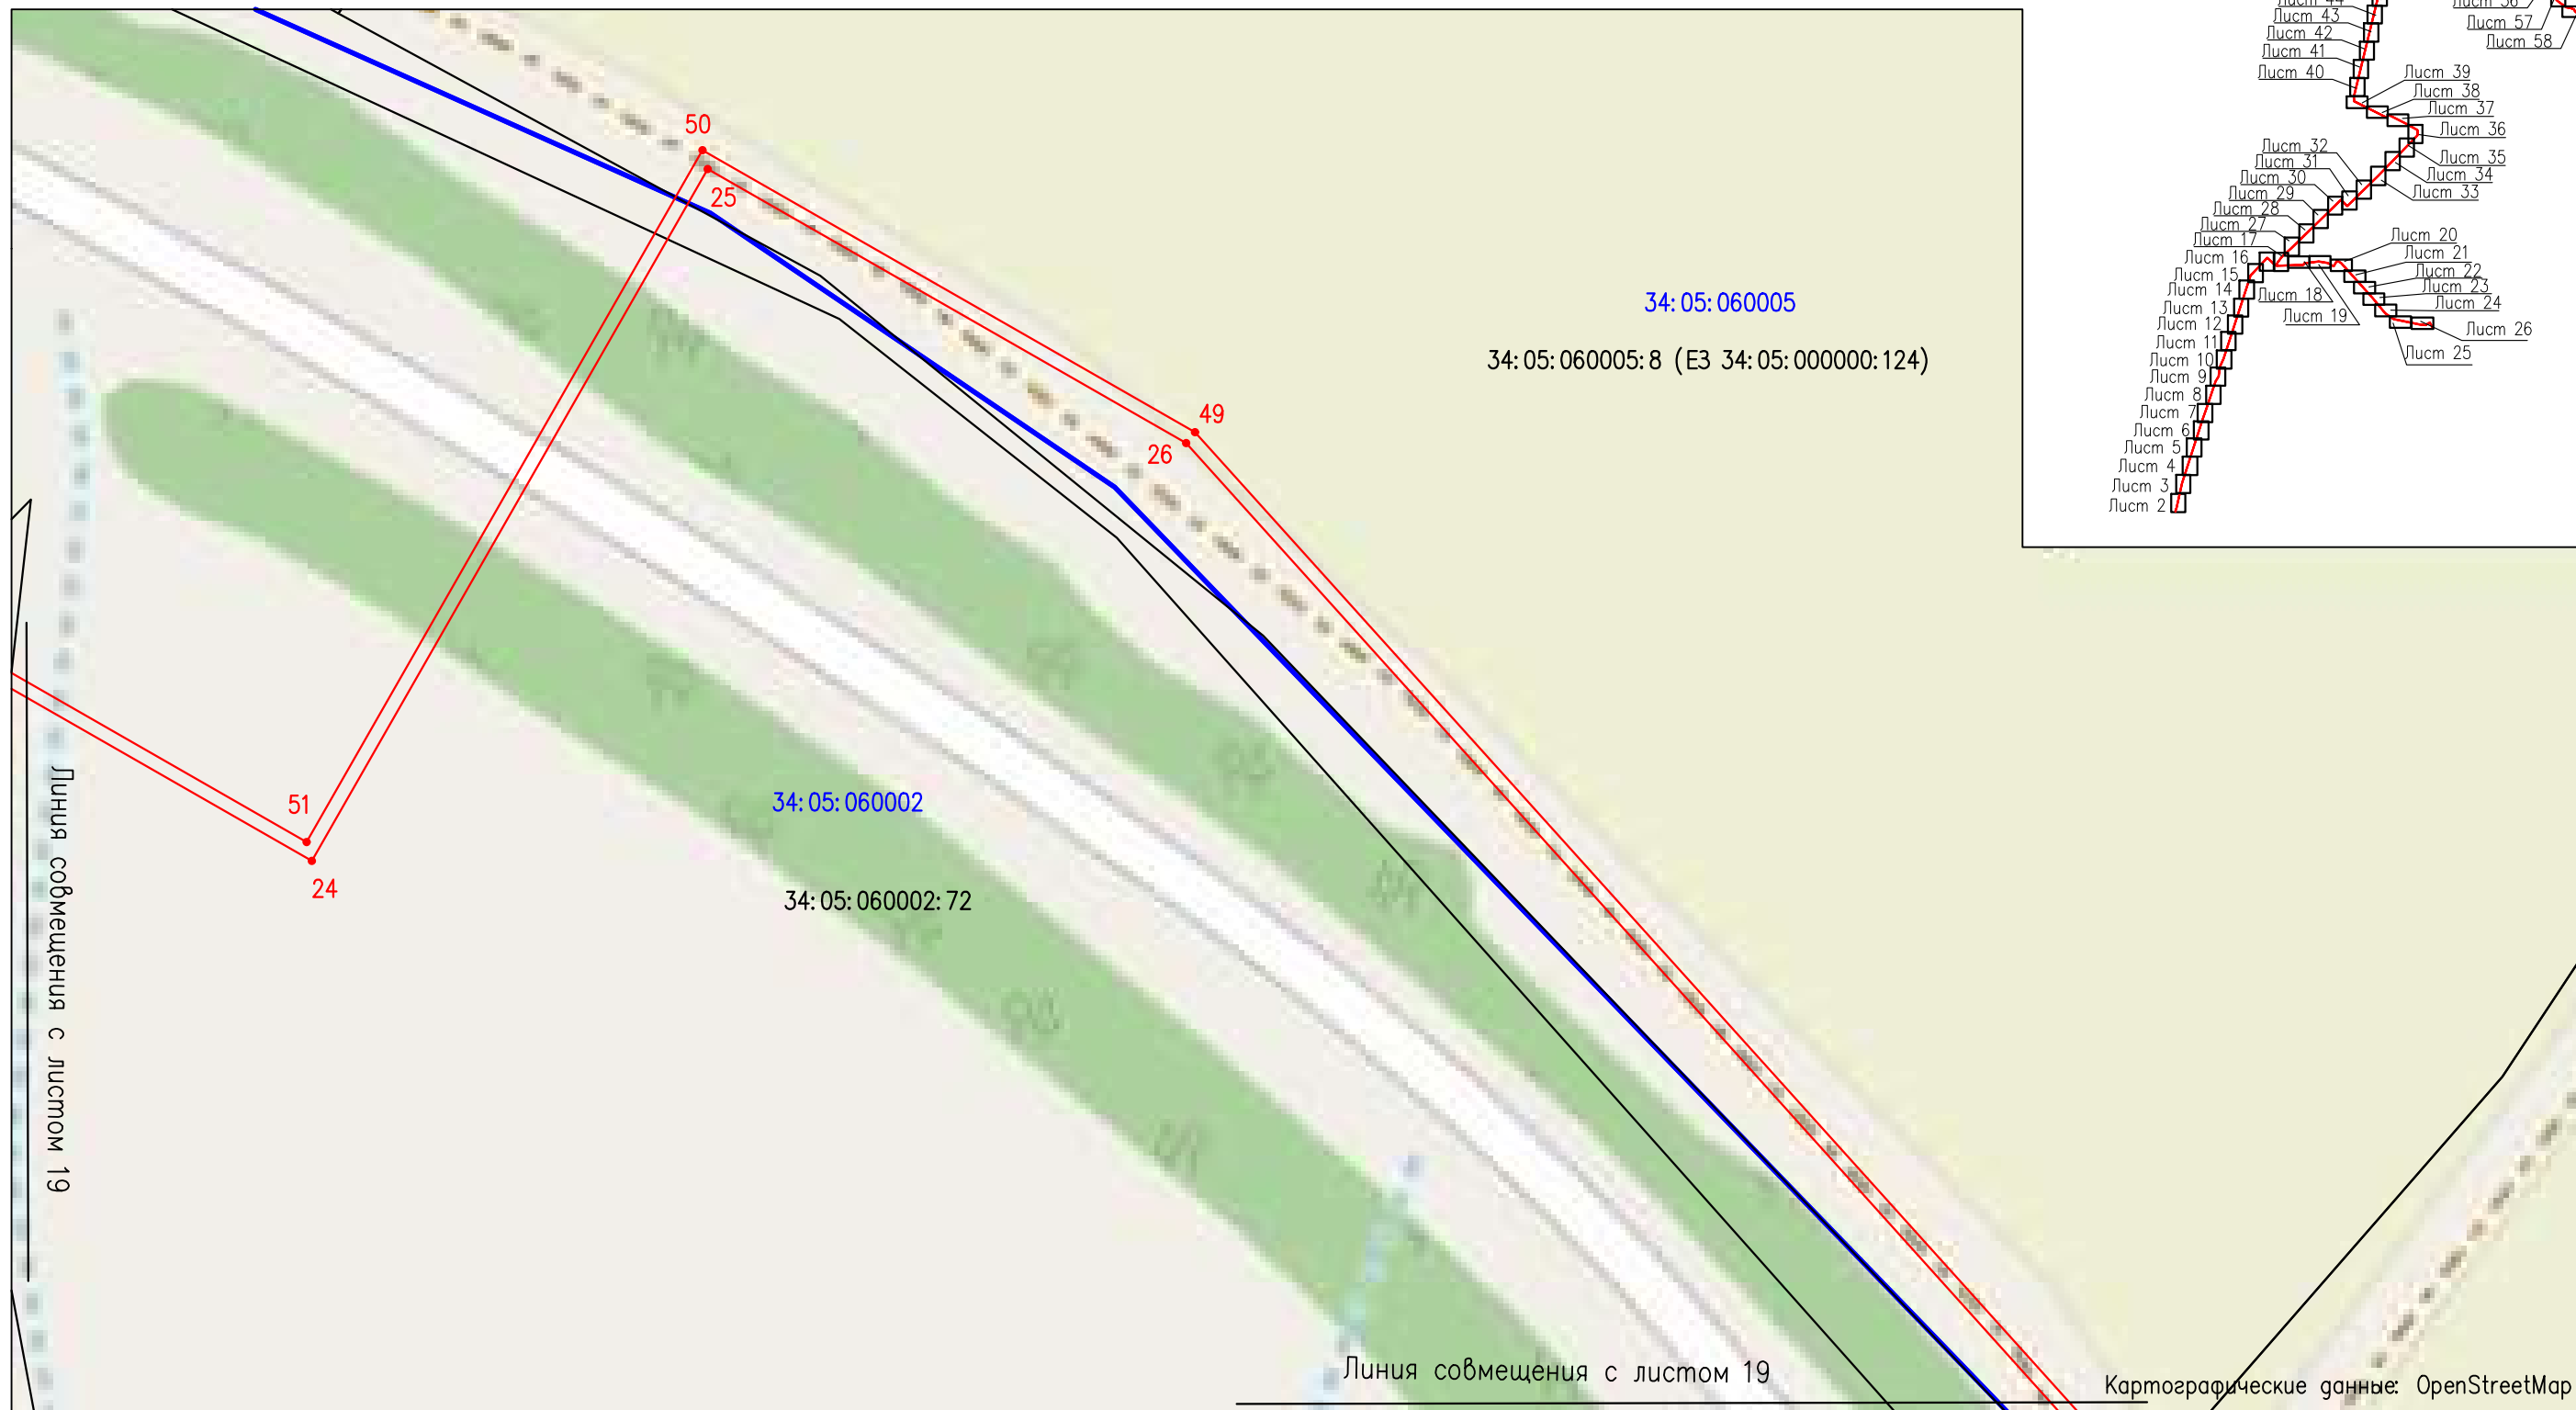 50
25
49
26
51
24
34:05:060005
34:05:060005:8 (ЕЗ 34:05:000000:124)
34:05:060002
34:05:060002:72
Линия совмещения с листом 19
Линия совмещения с листом 19
Картографические данные: OpenStreetMap
Лист 43
Лист 42
Лист 41
Лист 40
Лист 57
Лист 58
Лист 39
Лист 38
Лист 37
Лист 36
Лист 35
Лист 34
Лист 33
Лист 32
Лист 31
Лист 30
Лист 29
Лист 28
Лист 27
Лист 17
Лист 16
Лист 15
Лист 14
Лист 13
Лист 12
Лист 11
Лист 10
Лист 9
Лист 8
Лист 7
Лист 6
Лист 5
Лист 4
Лист 3
Лист 2
Лист 18
Лист 19
Лист 20
Лист 21
Лист 22
Лист 23
Лист 24
Лист 26
Лист 25